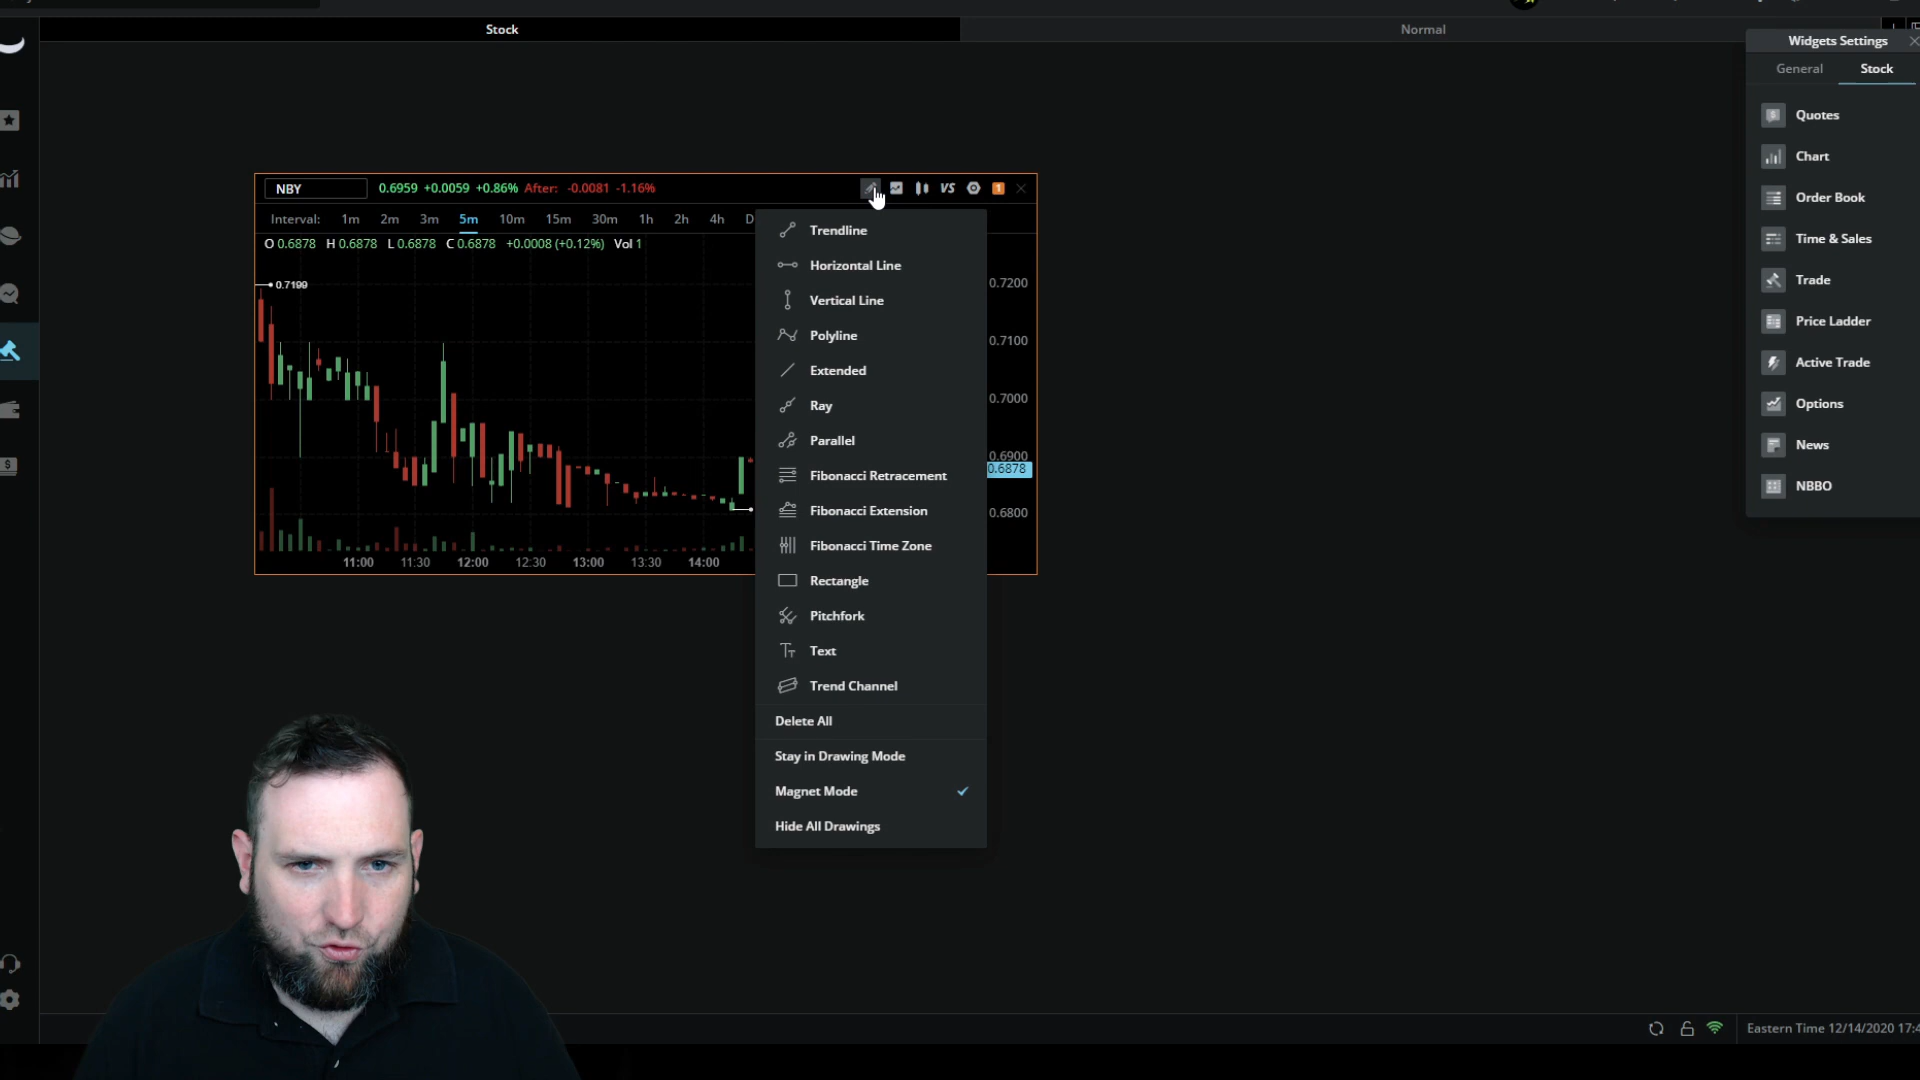 Stock
Normal
Widgets Settings
General Stock
Quotes
Chart
Order Book
Time & Sales
Trade
Price Ladder
Active Trade
Options
News
NBBO
NBY 0.6959 +0.0059 +0.86% After: -0.0081 -1.16% VS 1
Interval: 1m 2m 3m 5m 10m 15m 30m 1h 2h 4h D
O 0.6878 H 0.6878 L 0.6878 C 0.6878 +0.0008 (+0.12%) Vol 1
0.7199
0.7200
0.7100
0.7000
0.6900
0.6878
0.6800
11:00 11:30 12:00 12:30 13:00 13:30 14:00
Trendline
Horizontal Line
Vertical Line
Polyline
Extended
Ray
Parallel
Fibonacci Retracement
Fibonacci Extension
Fibonacci Time Zone
Rectangle
Pitchfork
Text
Trend Channel
Delete All
Stay in Drawing Mode
Magnet Mode
Hide All Drawings
Eastern Time 12/14/2020 17:4